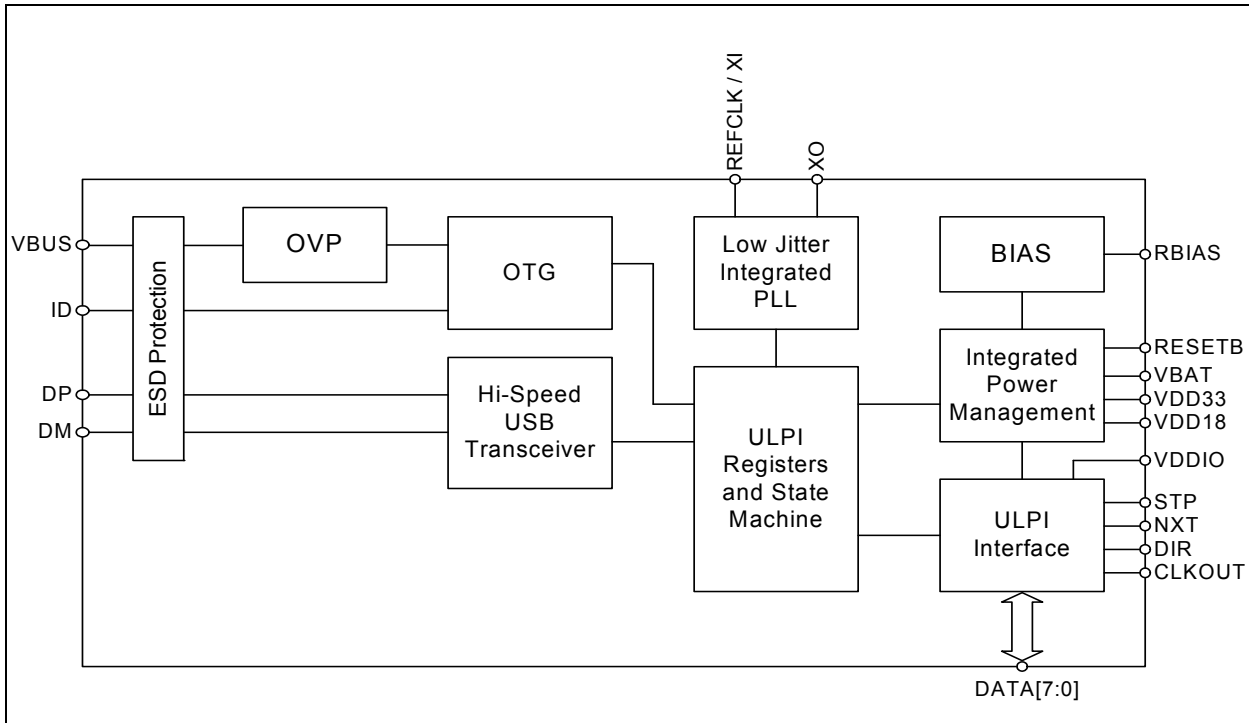 REFCLK / XI
XO
VBUS
ID
DP
DM
ESD Protection
OVP
OTG
Hi-Speed
USB
Transceiver
Low Jitter
Integrated
PLL
ULPI
Registers
and State
Machine
BIAS
Integrated
Power
Management
ULPI
Interface
RBIAS
RESETB
VBAT
VDD33
VDD18
VDDIO
STP
NXT
DIR
CLKOUT
DATA[7:0]